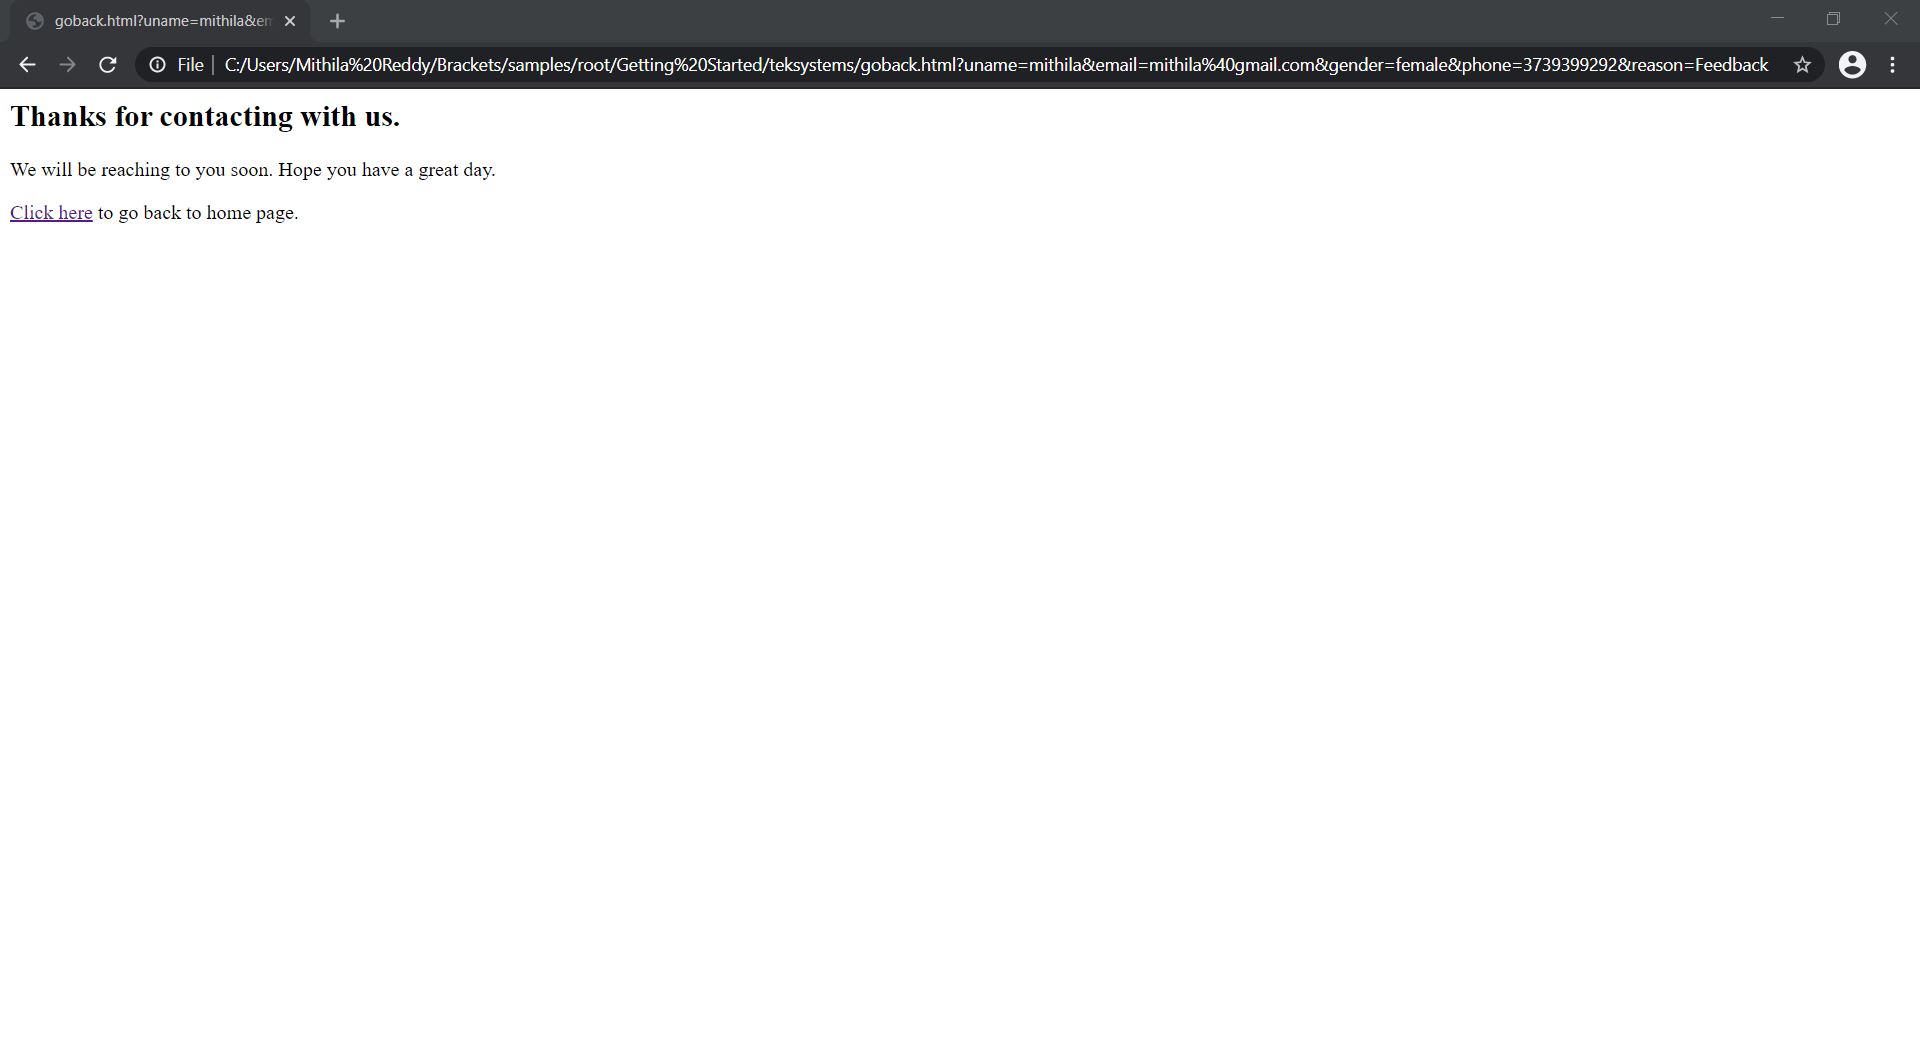 goback.html?uname=mithila&em
File
C:/Users/Mithila%20Reddy/Brackets/samples/root/Getting%20Started/teksystems/goback.html?uname=mithila&email=mithila%40gmail.com&gender=female&phone=3739399292&reason=Feedback
Thanks for contacting with us.
We will be reaching to you soon. Hope you have a great day.
Click here to go back to home page.